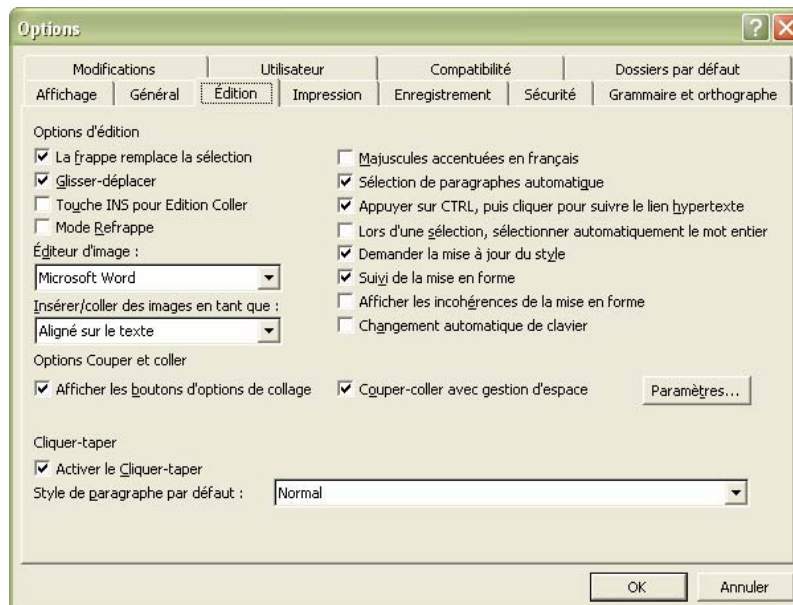 Options
Modifications Utilisateur Compatibilité Dossiers par défaut
Affichage Général Édition Impression Enregistrement Sécurité Grammaire et orthographe
Options d'édition
La frappe remplace la sélection
Glisser-déplacer
Touche INS pour Edition Coller
Mode Refrappe
Éditeur d'image :
Microsoft Word
Insérer/coller des images en tant que :
Aligné sur le texte
Majuscules accentuées en français
Sélection de paragraphes automatique
Appuyer sur CTRL, puis cliquer pour suivre le lien hypertexte
Lors d'une sélection, sélectionner automatiquement le mot entier
Demander la mise à jour du style
Suivi de la mise en forme
Afficher les incohérences de la mise en forme
Changement automatique de clavier
Options Couper et coller
Afficher les boutons d'options de collage Couper-coller avec gestion d'espace Paramètres...
Cliquer-taper
Activer le Cliquer-taper
Style de paragraphe par défaut : Normal
OK Annuler